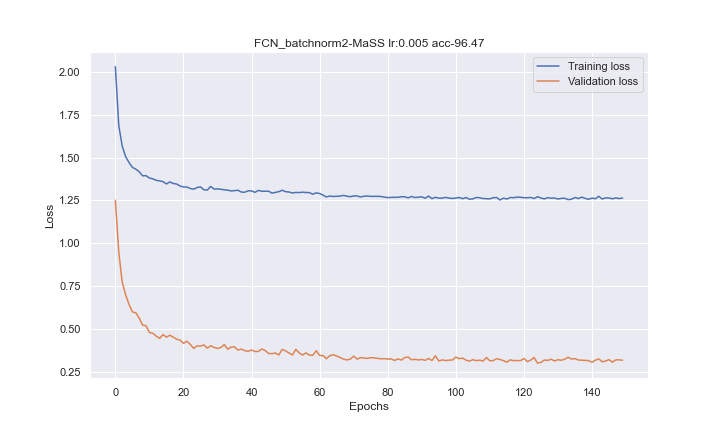 FCN_batchnorm2-MaSS lr:0.005 acc-96.47
Training loss
Validation loss
2.00
1.75
1.50
1.25
1.00
0.75
0.50
0.25
Loss
0 20 40 60 80 100 120 140
Epochs